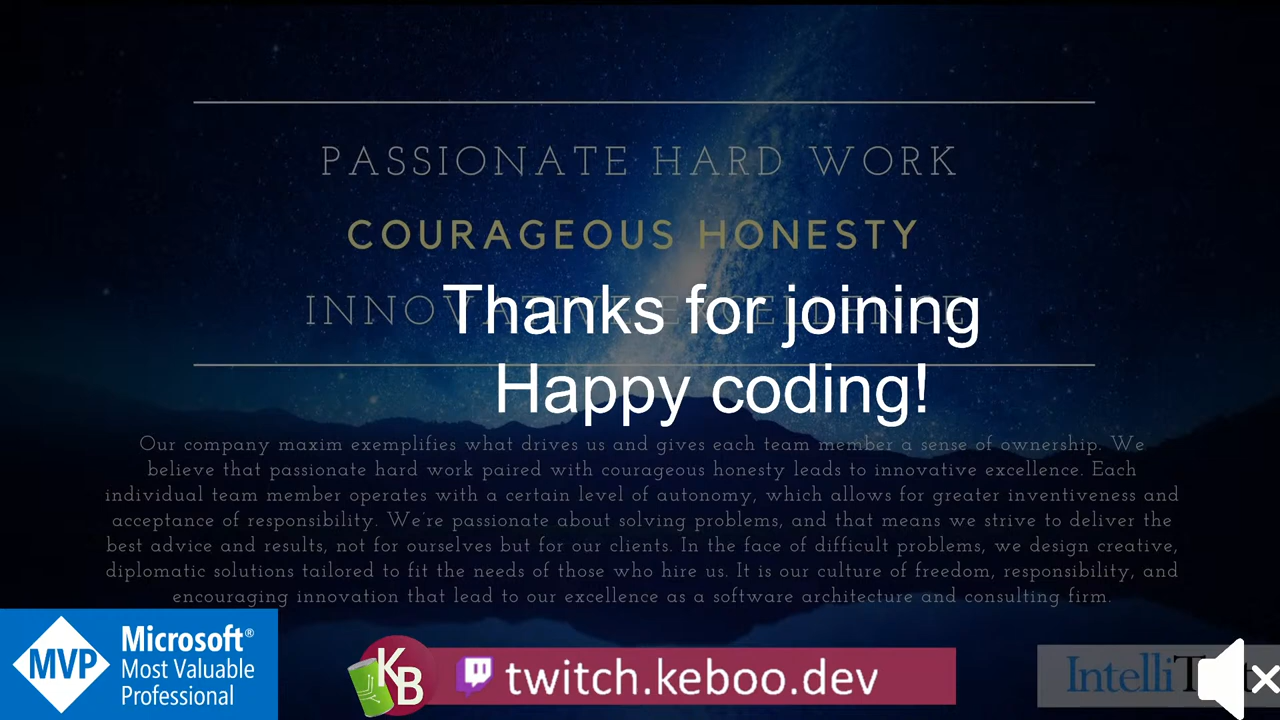 PASSIONATE HARD WORK
COURAGEOUS HONESTY
INNOVATIVE EXCELLENCE
Thanks for joining
Happy coding!
Our company maxim exemplifies what drives us and gives each team member a sense of ownership. We
believe that passionate hard work paired with courageous honesty leads to innovative excellence. Each
individual team member operates with a certain level of autonomy, which allows for greater inventiveness and
acceptance of responsibility. We're passionate about solving problems, and that means we strive to deliver the
best advice and results, not for ourselves but for our clients. In the face of difficult problems, we design creative,
diplomatic solutions tailored to fit the needs of those who hire us. It is our culture of freedom, responsibility, and
encouraging innovation that lead to our excellence as a software architecture and consulting firm.
MVP
Microsoft®
Most Valuable
Professional
KB
twitch.keboo.dev